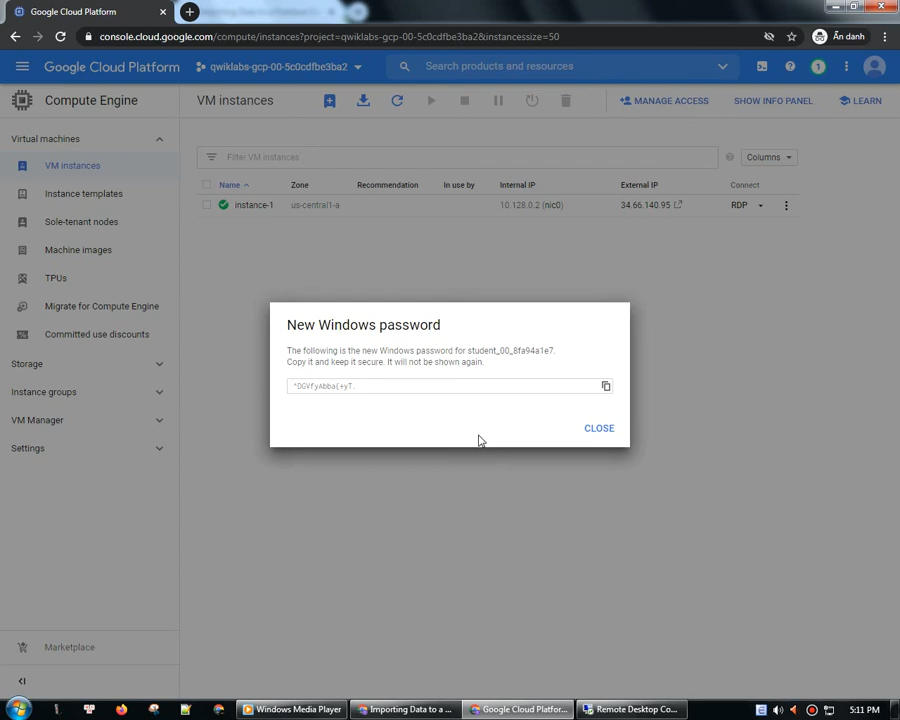 Google Cloud Platform
console.cloud.google.com/compute/instances?project=qwiklabs-gcp-00-5c0cdfbe3ba2&instancessize=50
Ẩn danh
Google Cloud Platform
qwiklabs-gcp-00-5c0cdfbe3ba2
Search products and resources
1
Compute Engine
VM instances
MANAGE ACCESS
SHOW INFO PANEL
LEARN
Virtual machines
VM instances
Instance templates
Sole-tenant nodes
Machine images
TPUs
Migrate for Compute Engine
Committed use discounts
Storage
Instance groups
VM Manager
Settings
Marketplace
Filter VM instances
Columns
Name
Zone
Recommendation
In use by
Internal IP
External IP
Connect
instance-1
us-central1-a
10.128.0.2 (nic0)
34.66.140.95
RDP
New Windows password
The following is the new Windows password for student_00_8fa94a1e7.
Copy it and keep it secure. It will not be shown again.
CLOSE
Windows Media Player
Importing Data to a ...
Google Cloud Platfor...
Remote Desktop Co...
5:11 PM